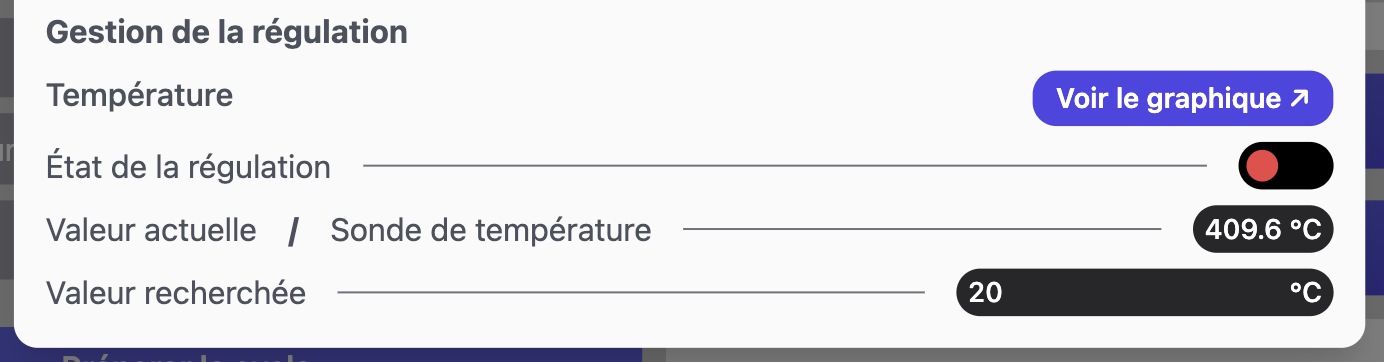 Gestion de la régulation
Température
Voir le graphique ↗
État de la régulation
Valeur actuelle / Sonde de température 409.6 °C
Valeur recherchée 20 °C